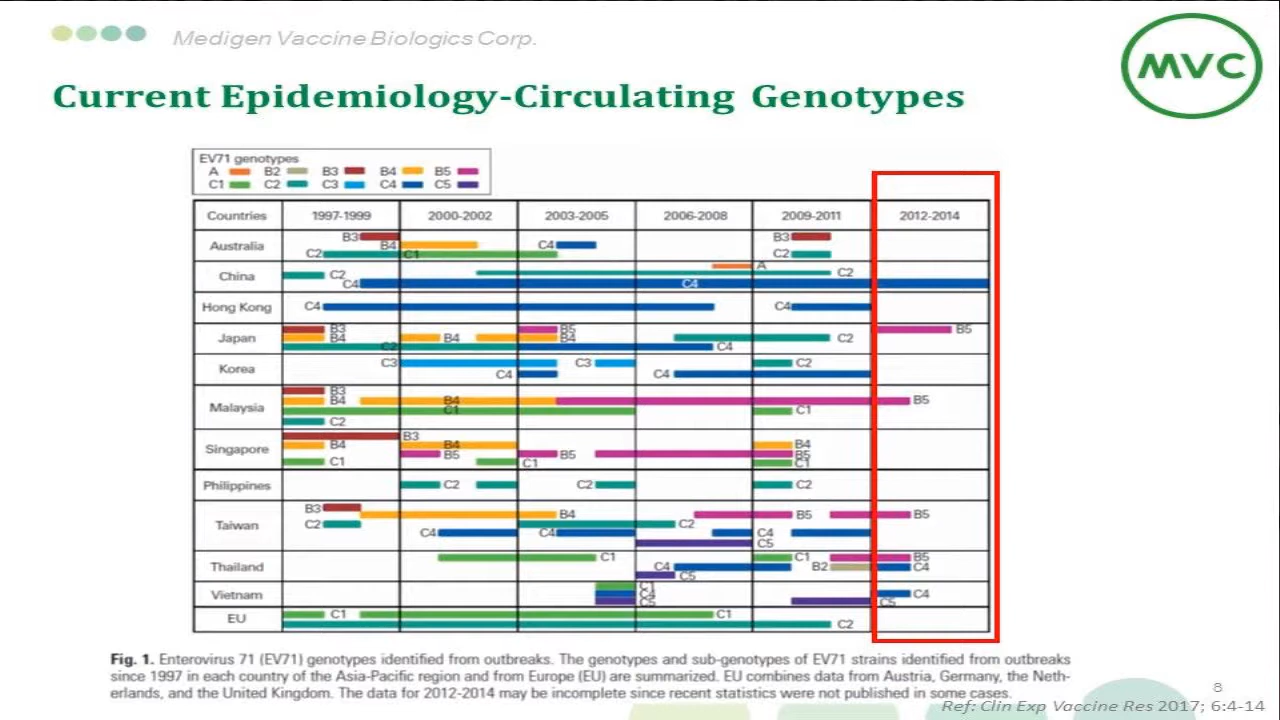 Medigen Vaccine Biologics Corp.
MVC
Current Epidemiology-Circulating Genotypes
EV71 genotypes
A B2 B3 B4 B5
C1 C2 C3 C4 C5
Countries 1997-1999 2000-2002 2003-2005 2006-2008 2009-2011 2012-2014
B3 B3
Australia B4 C4
C2 C1 C2
A
China C2 C2
C4 C4
Hong Kong C4 C4
B3 B5 B5
Japan B4 B4 B4 C2
C2 C4
C3 C3 C2
Korea
C4 C4
B3
B4 B4 B5
Malaysia C1 C1
C2
B3
Singapore B4 B4 B4
B5 B5 B5
C1 C1 C1
Philippines C2 C2 C2
B3
B4 B5 B5
Taiwan C2 C2
C4 C4 C4
C5
C1 C1 B5
Thailand C4 B2 C4
C5
C1
Vietnam C4 C4
C5 C5
C1 C1
EU
C2
Fig. 1. Enterovirus 71 (EV71) genotypes identified from outbreaks. The genotypes and sub-genotypes of EV71 strains identified from outbreaks
since 1997 in each country of the Asia-Pacific region and from Europe (EU) are summarized. EU combines data from Austria, Germany, the Neth-
erlands, and the United Kingdom. The data for 2012-2014 may be incomplete since recent statistics were not published in some cases.
8
Ref: Clin Exp Vaccine Res 2017; 6:4-14